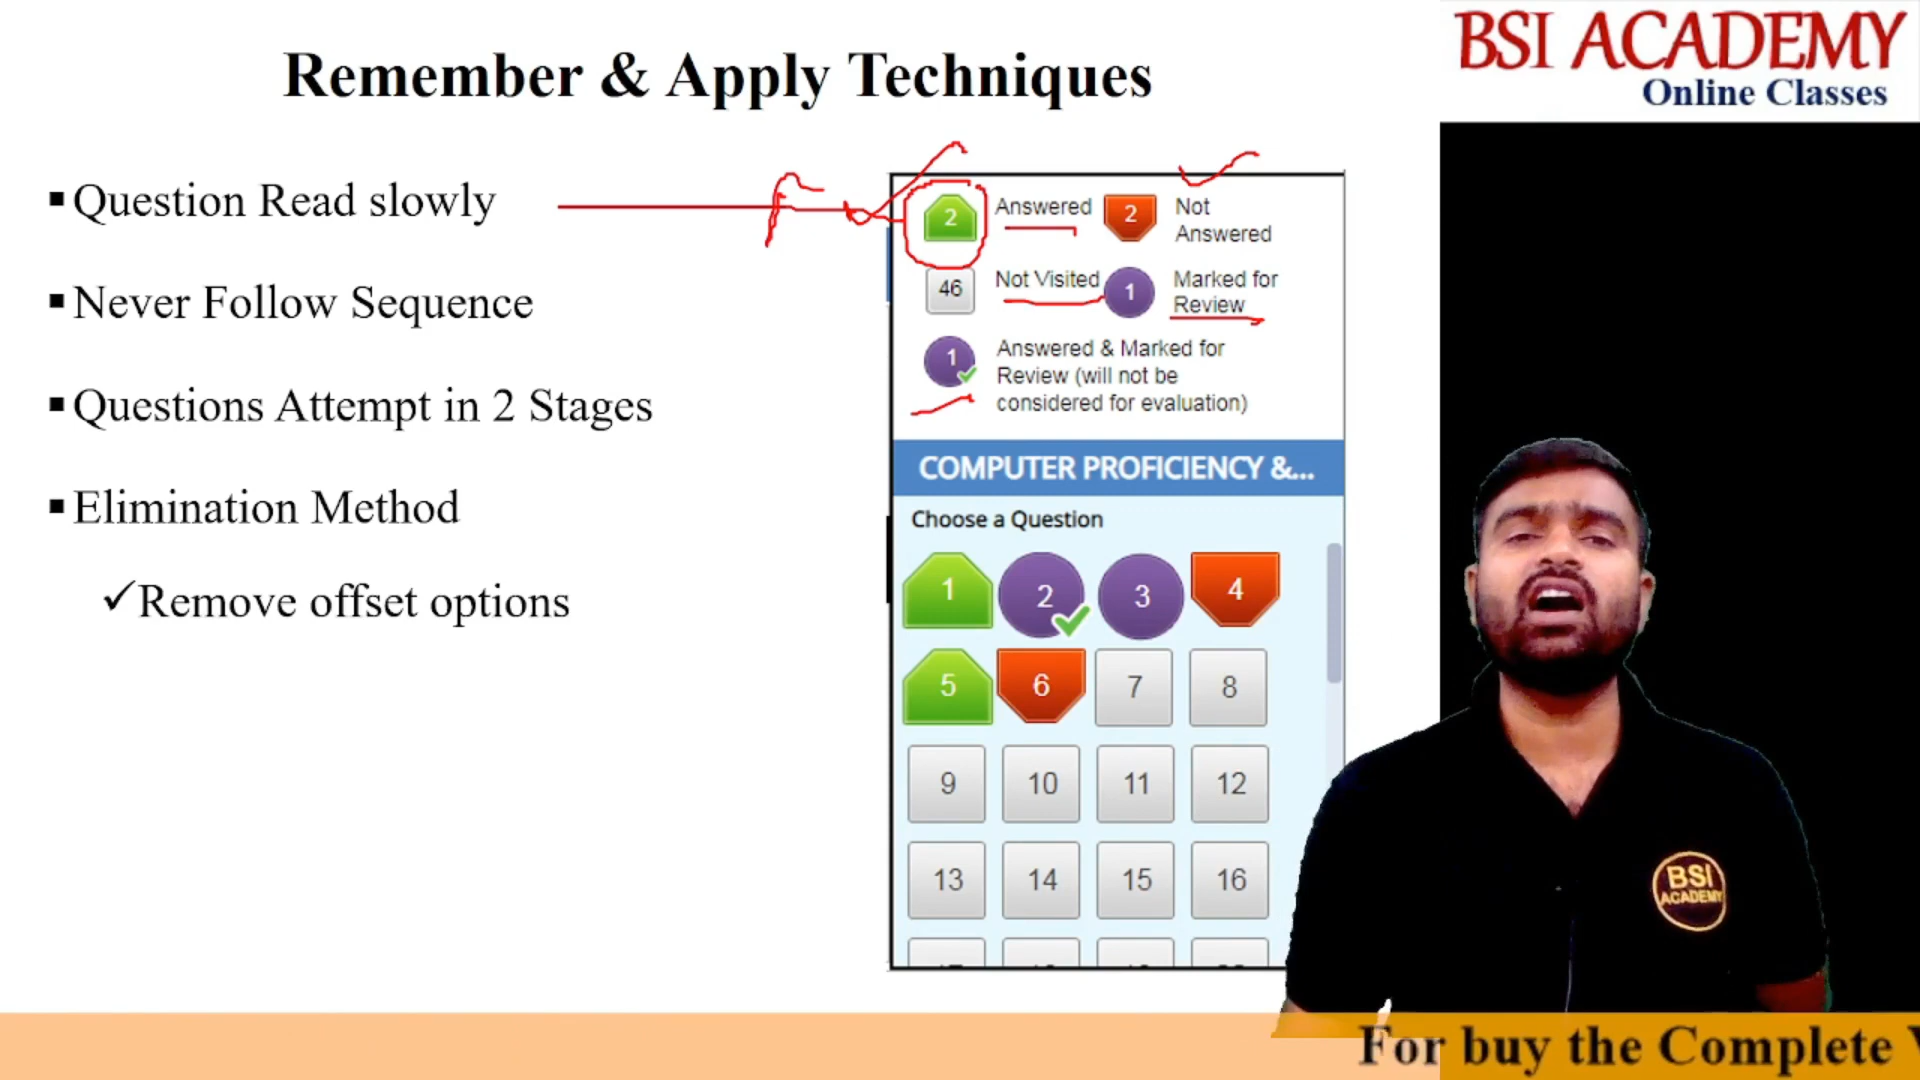 Remember & Apply Techniques
BSI ACADEMY
Online Classes
Question Read slowly
Never Follow Sequence
Questions Attempt in 2 Stages
Elimination Method
Remove offset options
2 Answered 2 Not
Answered
46 Not Visited 1 Marked for
Review
1 Answered & Marked for
Review (will not be
considered for evaluation)
COMPUTER PROFICIENCY &...
Choose a Question
1 2 3 4
5 6 7 8
9 10 11 12
13 14 15 16
BSI
ACADEMY
For buy the Complete